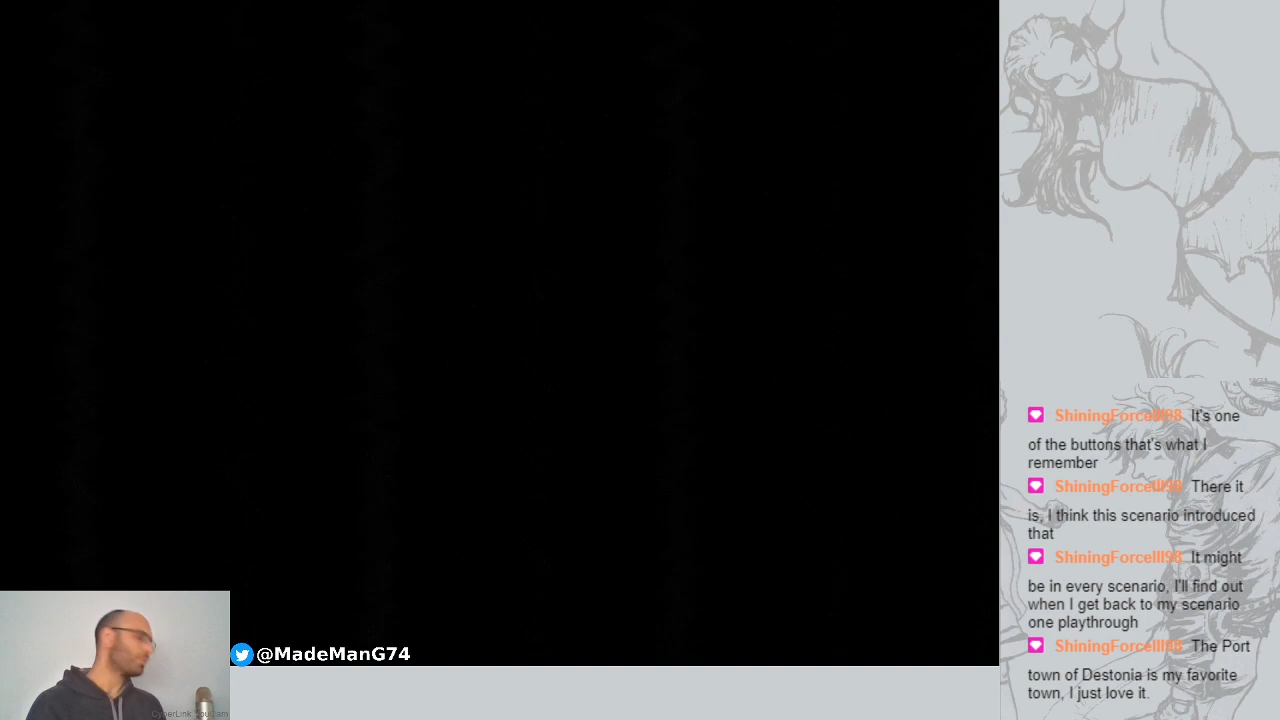 ShiningForceIII98 It's one
of the buttons that's what I
remember
ShiningForceIII98 There it
is, I think this scenario introduced
that
ShiningForceIII98 It might
be in every scenario, I'll find out
when I get back to my scenario
one playthrough
ShiningForceIII98 The Port
town of Destonia is my favorite
town, I just love it.
@MadeManG74
CyberLink YouCam